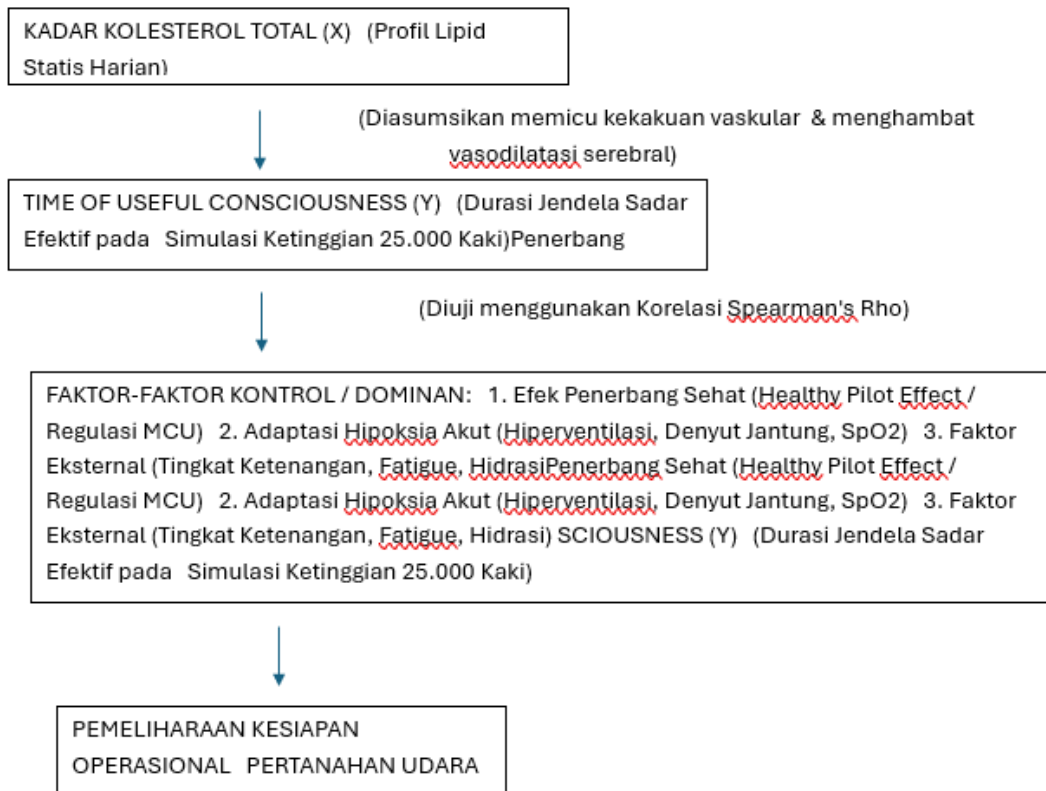 KADAR KOLESTEROL TOTAL (X) (Profil Lipid
Statis Harian)
(Diasumsikan memicu kekakuan vaskular & menghambat
vasodilatasi serebral)
TIME OF USEFUL CONSCIOUSNESS (Y) (Durasi Jendela Sadar
Efektif pada Simulasi Ketinggian 25.000 Kaki)Penerbang
(Diuji menggunakan Korelasi Spearman's Rho)
FAKTOR-FAKTOR KONTROL / DOMINAN: 1. Efek Penerbang Sehat (Healthy Pilot Effect /
Regulasi MCU) 2. Adaptasi Hipoksia Akut (Hiperventilasi, Denyut Jantung, SpO2) 3. Faktor
Eksternal (Tingkat Ketenangan, Fatigue, HidrasiPenerbang Sehat (Healthy Pilot Effect /
Regulasi MCU) 2. Adaptasi Hipoksia Akut (Hiperventilasi, Denyut Jantung, SpO2) 3. Faktor
Eksternal (Tingkat Ketenangan, Fatigue, Hidrasi) SCIOUSNESS (Y) (Durasi Jendela Sadar
Efektif pada Simulasi Ketinggian 25.000 Kaki)
PEMELIHARAAN KESIAPAN
OPERASIONAL PERTANAHAN UDARA